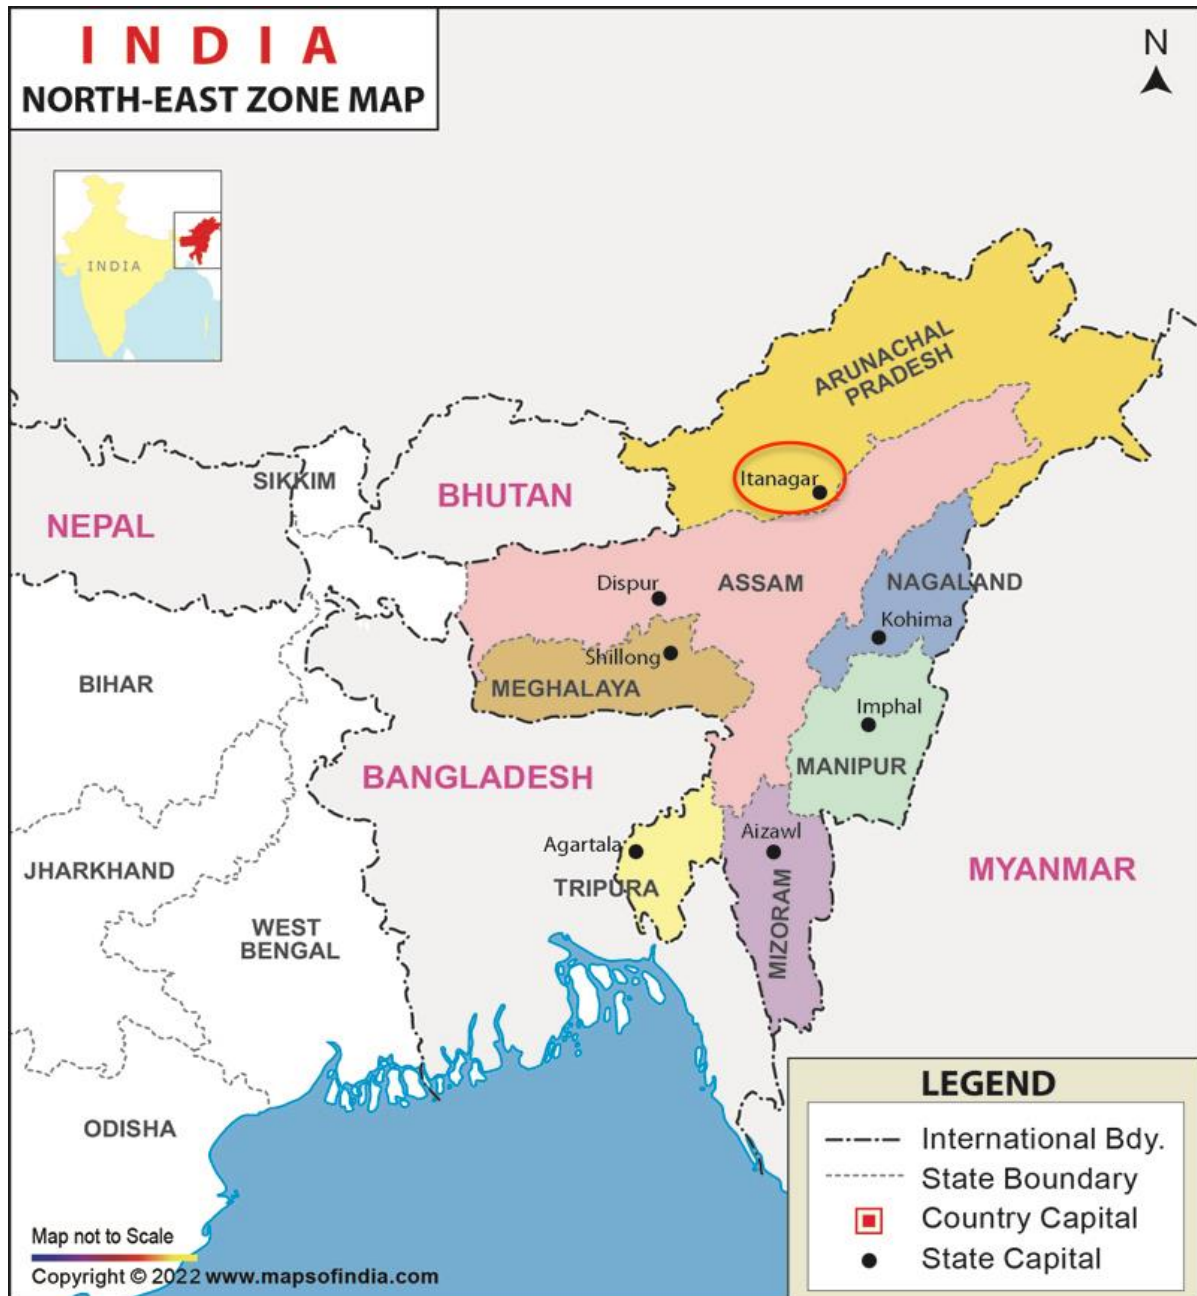 INDIA
NORTH-EAST ZONE MAP
N
INDIA
ARUNACHAL
PRADESH
SIKKIM
BHUTAN
Itanagar
NEPAL
Dispur
ASSAM
NAGALAND
Kohima
Shillong
BIHAR
MEGHALAYA
Imphal
BANGLADESH
MANIPUR
Agartala
Aizawl
JHARKHAND
TRIPURA
MYANMAR
MIZORAM
WEST
BENGAL
ODISHA
LEGEND
International Bdy.
State Boundary
Country Capital
State Capital
Map not to Scale
Copyright © 2022 www.mapsofindia.com